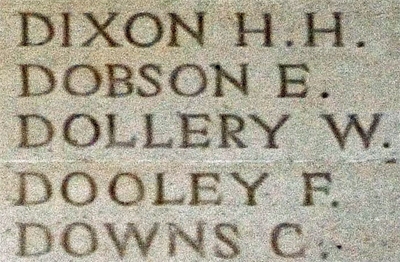 DIXON H.H.
DOBSON E.
DOLLERY W.
DOOLEY F.
DOWNS C.